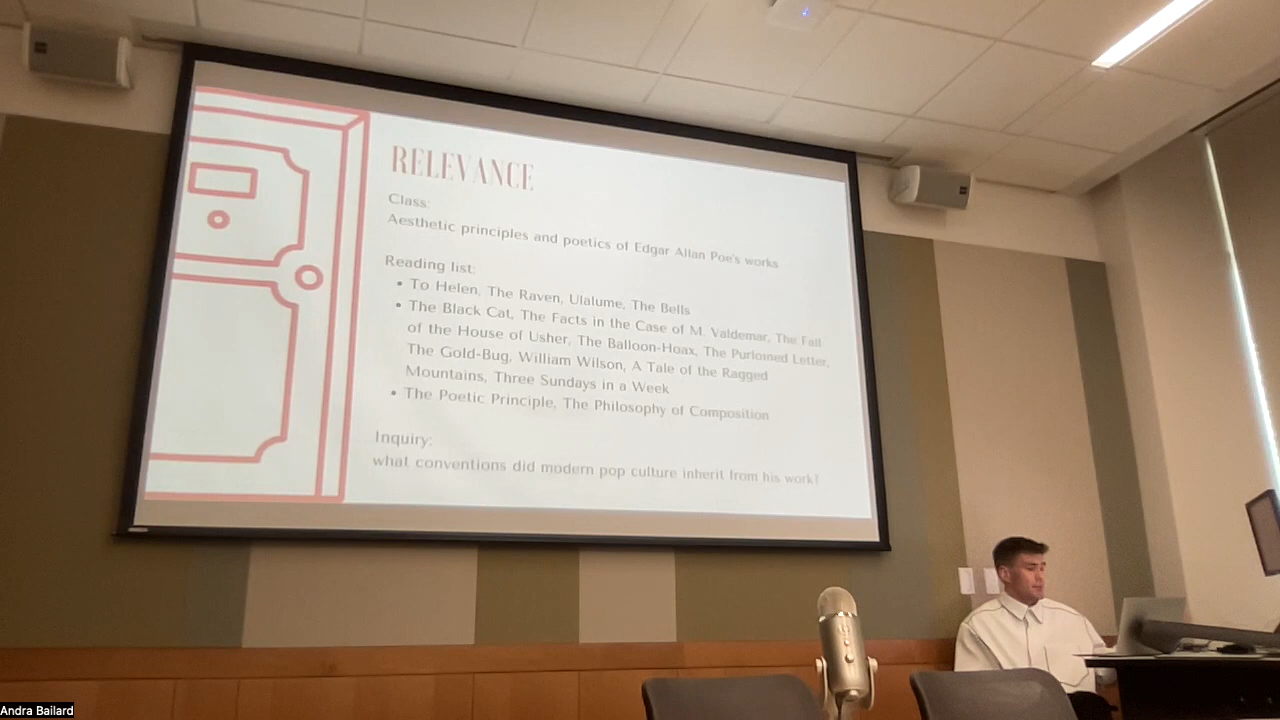 RELEVANCE
Class:
Aesthetic principles and poetics of Edgar Allan Poe's works
Reading list:
• To Helen, The Raven, Ulalume, The Bells
• The Black Cat, The Facts in the Case of M. Valdemar, The Fall
of the House of Usher, The Balloon-Hoax, The Purloined Letter,
The Gold-Bug, William Wilson, A Tale of the Ragged
Mountains, Three Sundays in a Week
• The Poetic Principle, The Philosophy of Composition
Inquiry:
what conventions did modern pop culture inherit from his work?
Andra Bailard